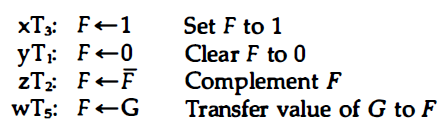 xT₃: F←1 Set F to 1
yT₁: F←0 Clear F to 0
zT₂: F←F̅ Complement F
wT₅: F←G Transfer value of G to F